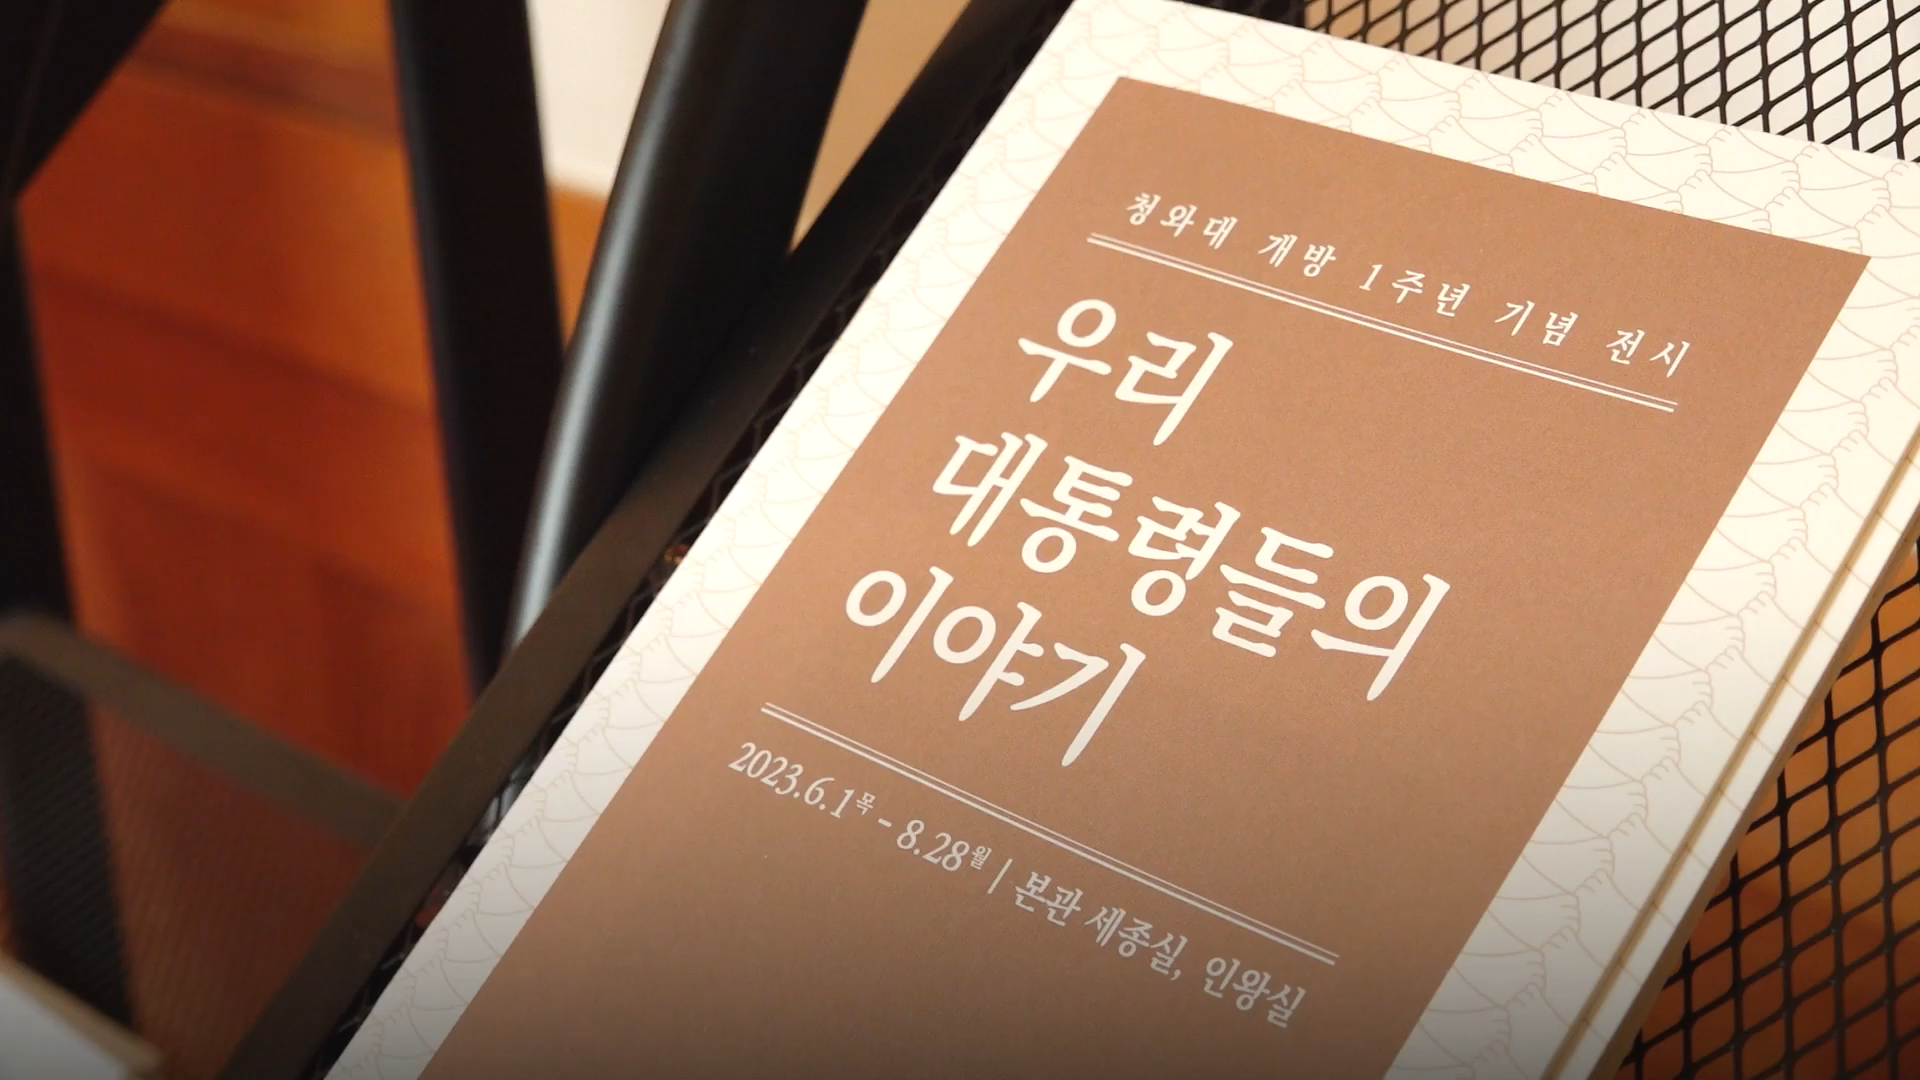 청와대 개방 1주년 기념 전시
우리
대통령들의
이야기
2023.6.1목 - 8.28월 | 본관 세종실, 인왕실